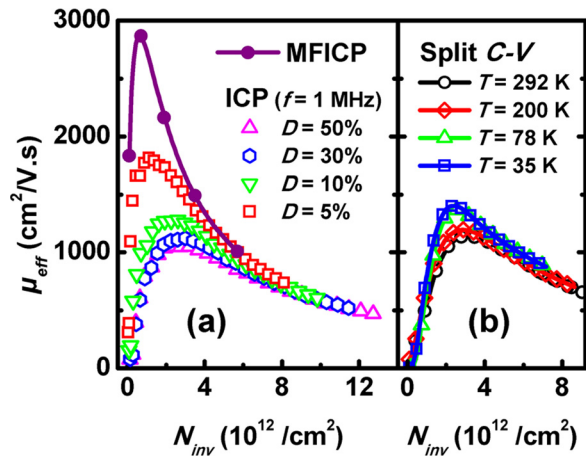 3000
2000
1000
0
μeff (cm²/V.s)
MFICP
ICP (f = 1 MHz)
D = 50%
D = 30%
D = 10%
D = 5%
(a)
0 4 8 12
Ninv (10¹² /cm²)
Split C-V
T = 292 K
T = 200 K
T = 78 K
T = 35 K
(b)
0 4 8
Ninv (10¹² /cm²)